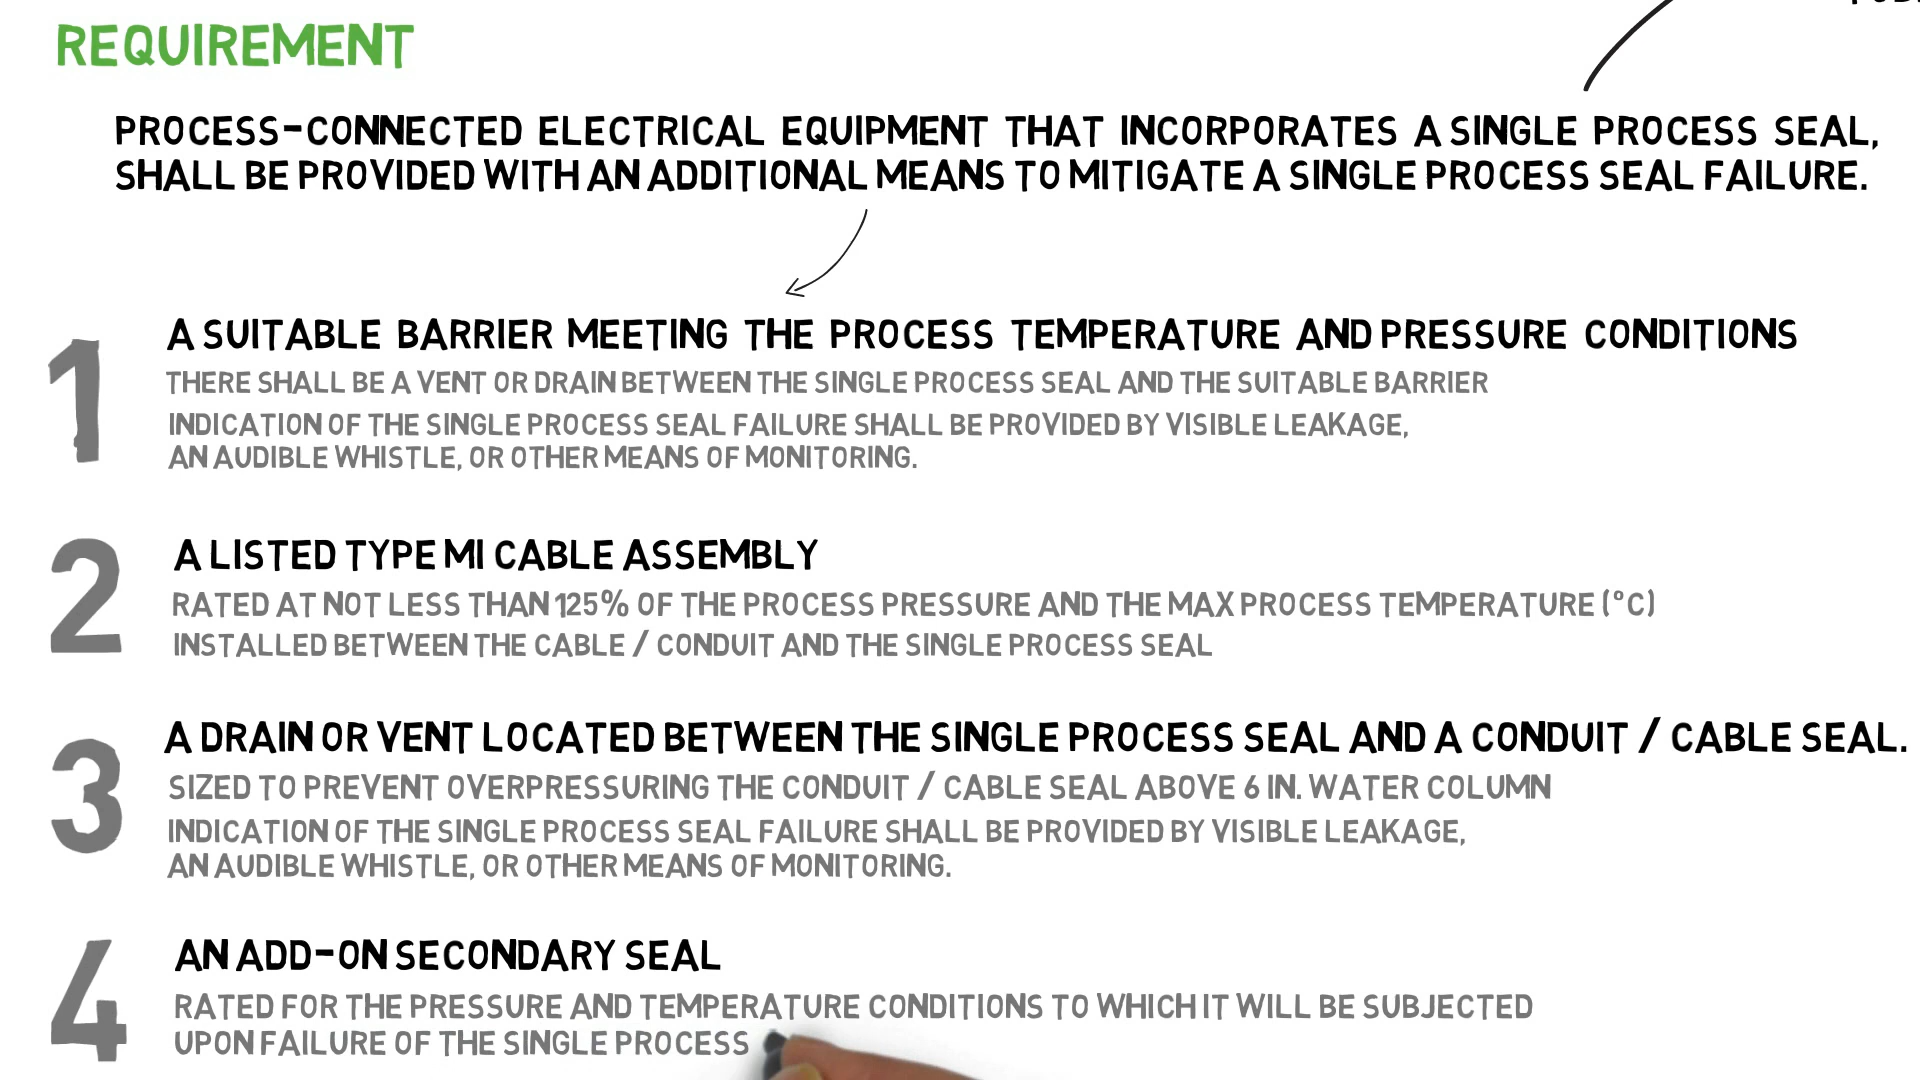 REQUIREMENT
PROCESS-CONNECTED ELECTRICAL EQUIPMENT THAT INCORPORATES A SINGLE PROCESS SEAL,
SHALL BE PROVIDED WITH AN ADDITIONAL MEANS TO MITIGATE A SINGLE PROCESS SEAL FAILURE.
1 A SUITABLE BARRIER MEETING THE PROCESS TEMPERATURE AND PRESSURE CONDITIONS
THERE SHALL BE A VENT OR DRAIN BETWEEN THE SINGLE PROCESS SEAL AND THE SUITABLE BARRIER
INDICATION OF THE SINGLE PROCESS SEAL FAILURE SHALL BE PROVIDED BY VISIBLE LEAKAGE,
AN AUDIBLE WHISTLE, OR OTHER MEANS OF MONITORING.
2 A LISTED TYPE MI CABLE ASSEMBLY
RATED AT NOT LESS THAN 125% OF THE PROCESS PRESSURE AND THE MAX PROCESS TEMPERATURE (°C)
INSTALLED BETWEEN THE CABLE / CONDUIT AND THE SINGLE PROCESS SEAL
3 A DRAIN OR VENT LOCATED BETWEEN THE SINGLE PROCESS SEAL AND A CONDUIT / CABLE SEAL.
SIZED TO PREVENT OVERPRESSURING THE CONDUIT / CABLE SEAL ABOVE 6 IN. WATER COLUMN
INDICATION OF THE SINGLE PROCESS SEAL FAILURE SHALL BE PROVIDED BY VISIBLE LEAKAGE,
AN AUDIBLE WHISTLE, OR OTHER MEANS OF MONITORING.
4 AN ADD-ON SECONDARY SEAL
RATED FOR THE PRESSURE AND TEMPERATURE CONDITIONS TO WHICH IT WILL BE SUBJECTED
UPON FAILURE OF THE SINGLE PROCESS